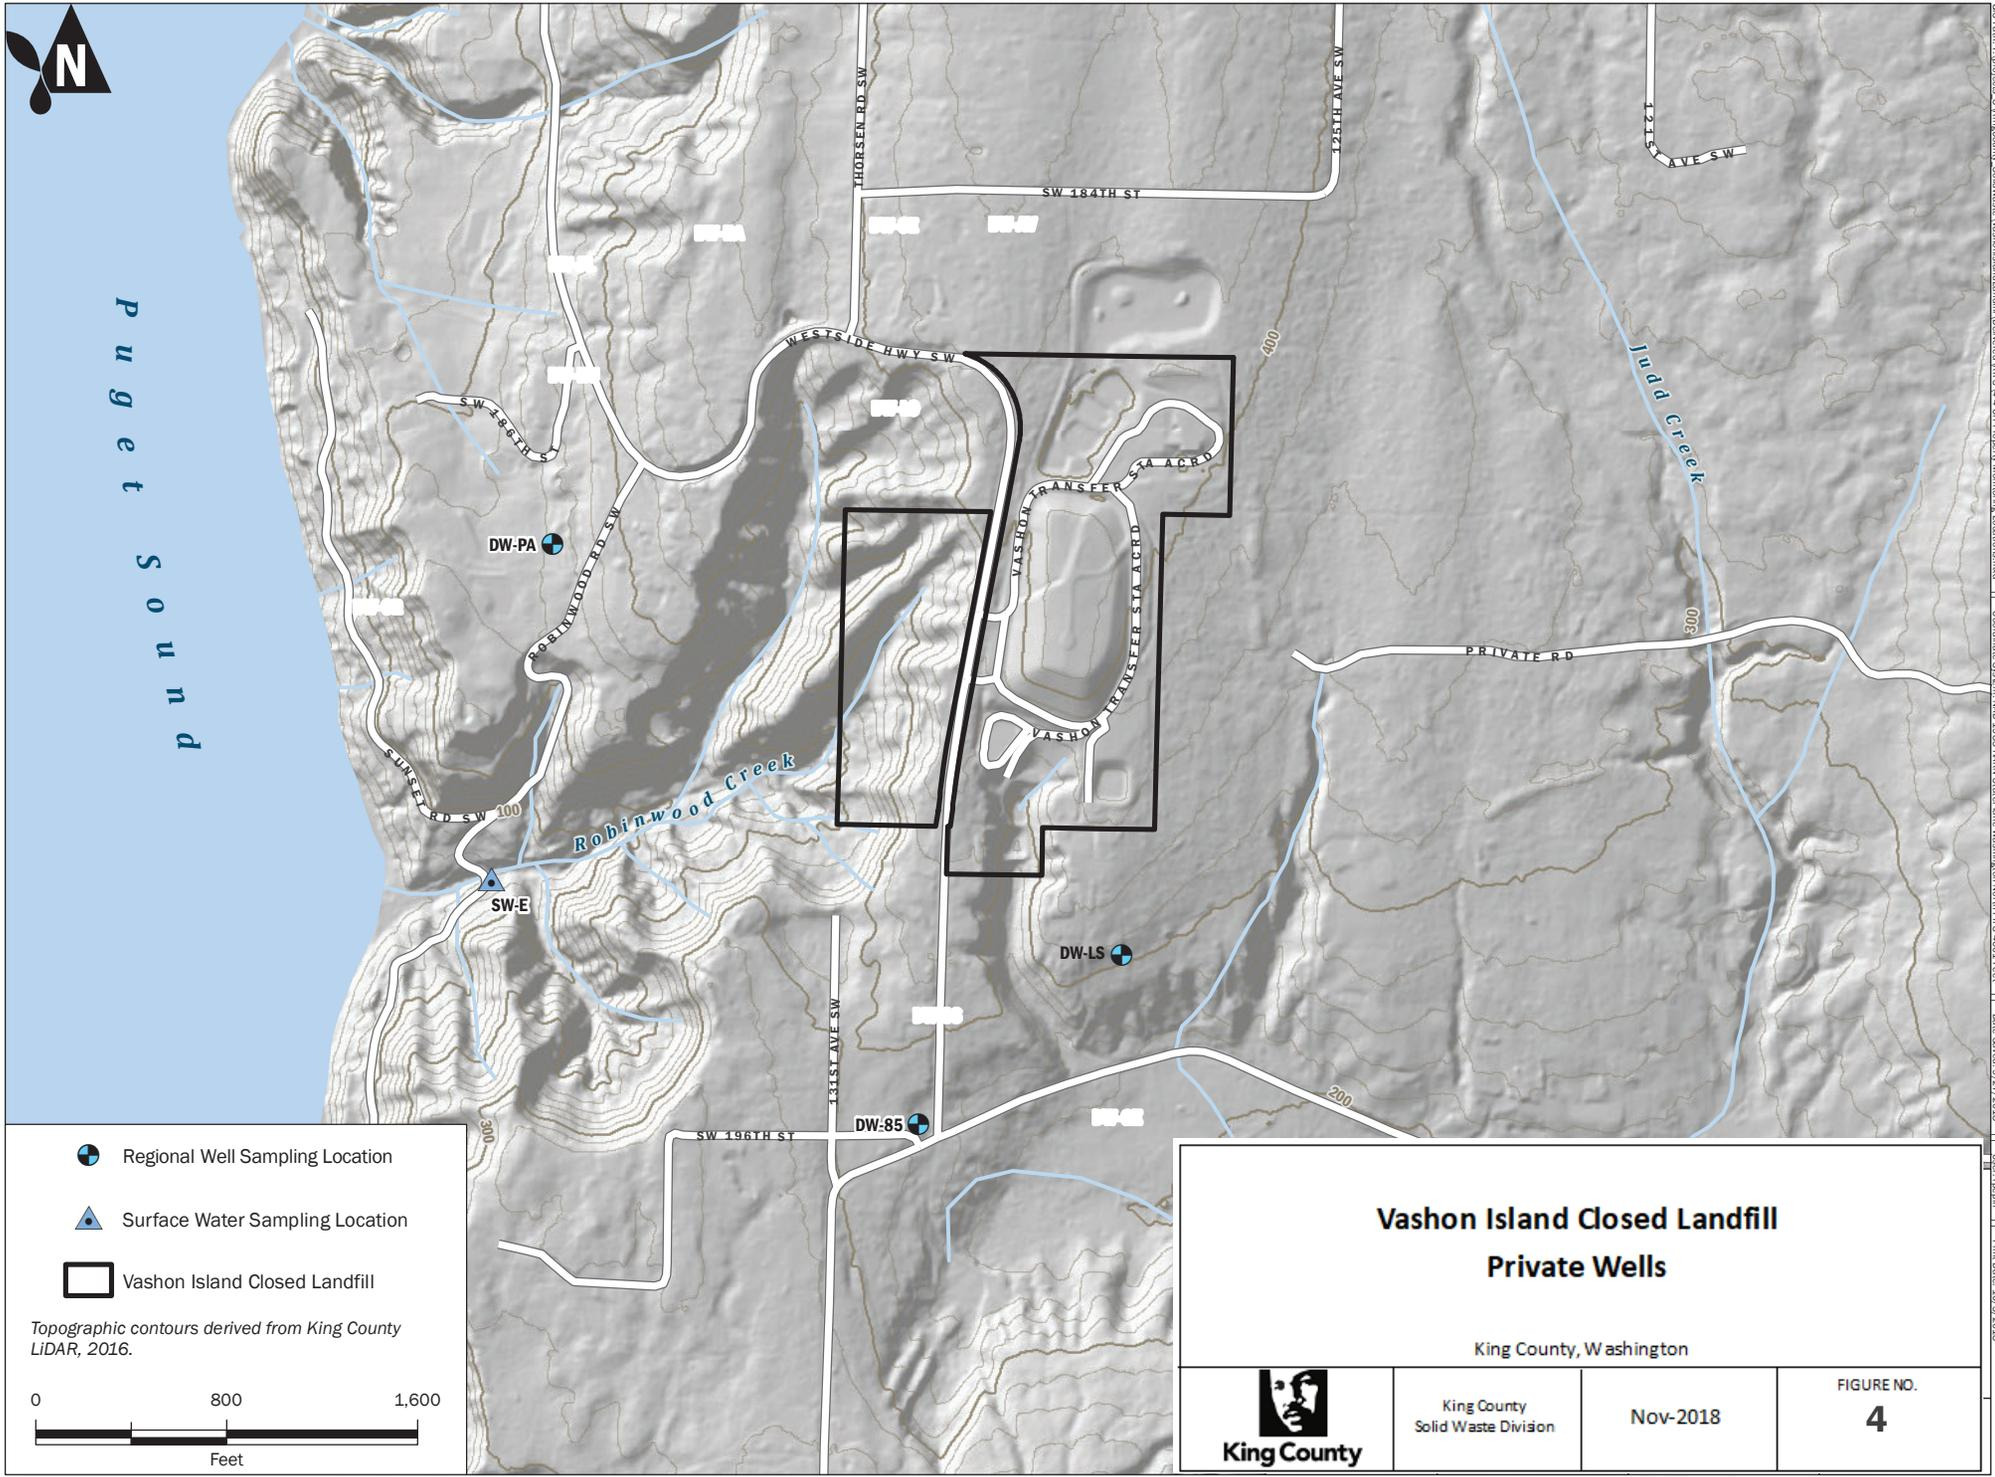 N
THORSEN RD SW
125TH AVE SW
121ST AVE SW
SW 184TH ST
WESTSIDE HWY SW
400
Puget Sound
Judd Creek
SW 186TH ST
VASHON TRANSFER STA ACRD
DW-PA
ROBINWOOD RD SW
VASHON TRANSFER STA ACRD
300
PRIVATE RD
SUNSET RD SW
100
Robinwood Creek
SW-E
DW-LS
131ST AVE SW
DW-85
SW 196TH ST
200
300
Regional Well Sampling Location
Surface Water Sampling Location
Vashon Island Closed Landfill
Topographic contours derived from King County
LiDAR, 2016.
0 800 1,600
Feet
Vashon Island Closed Landfill
Private Wells
King County, Washington
King County
King County
Solid Waste Division
Nov-2018
FIGURE NO.
4